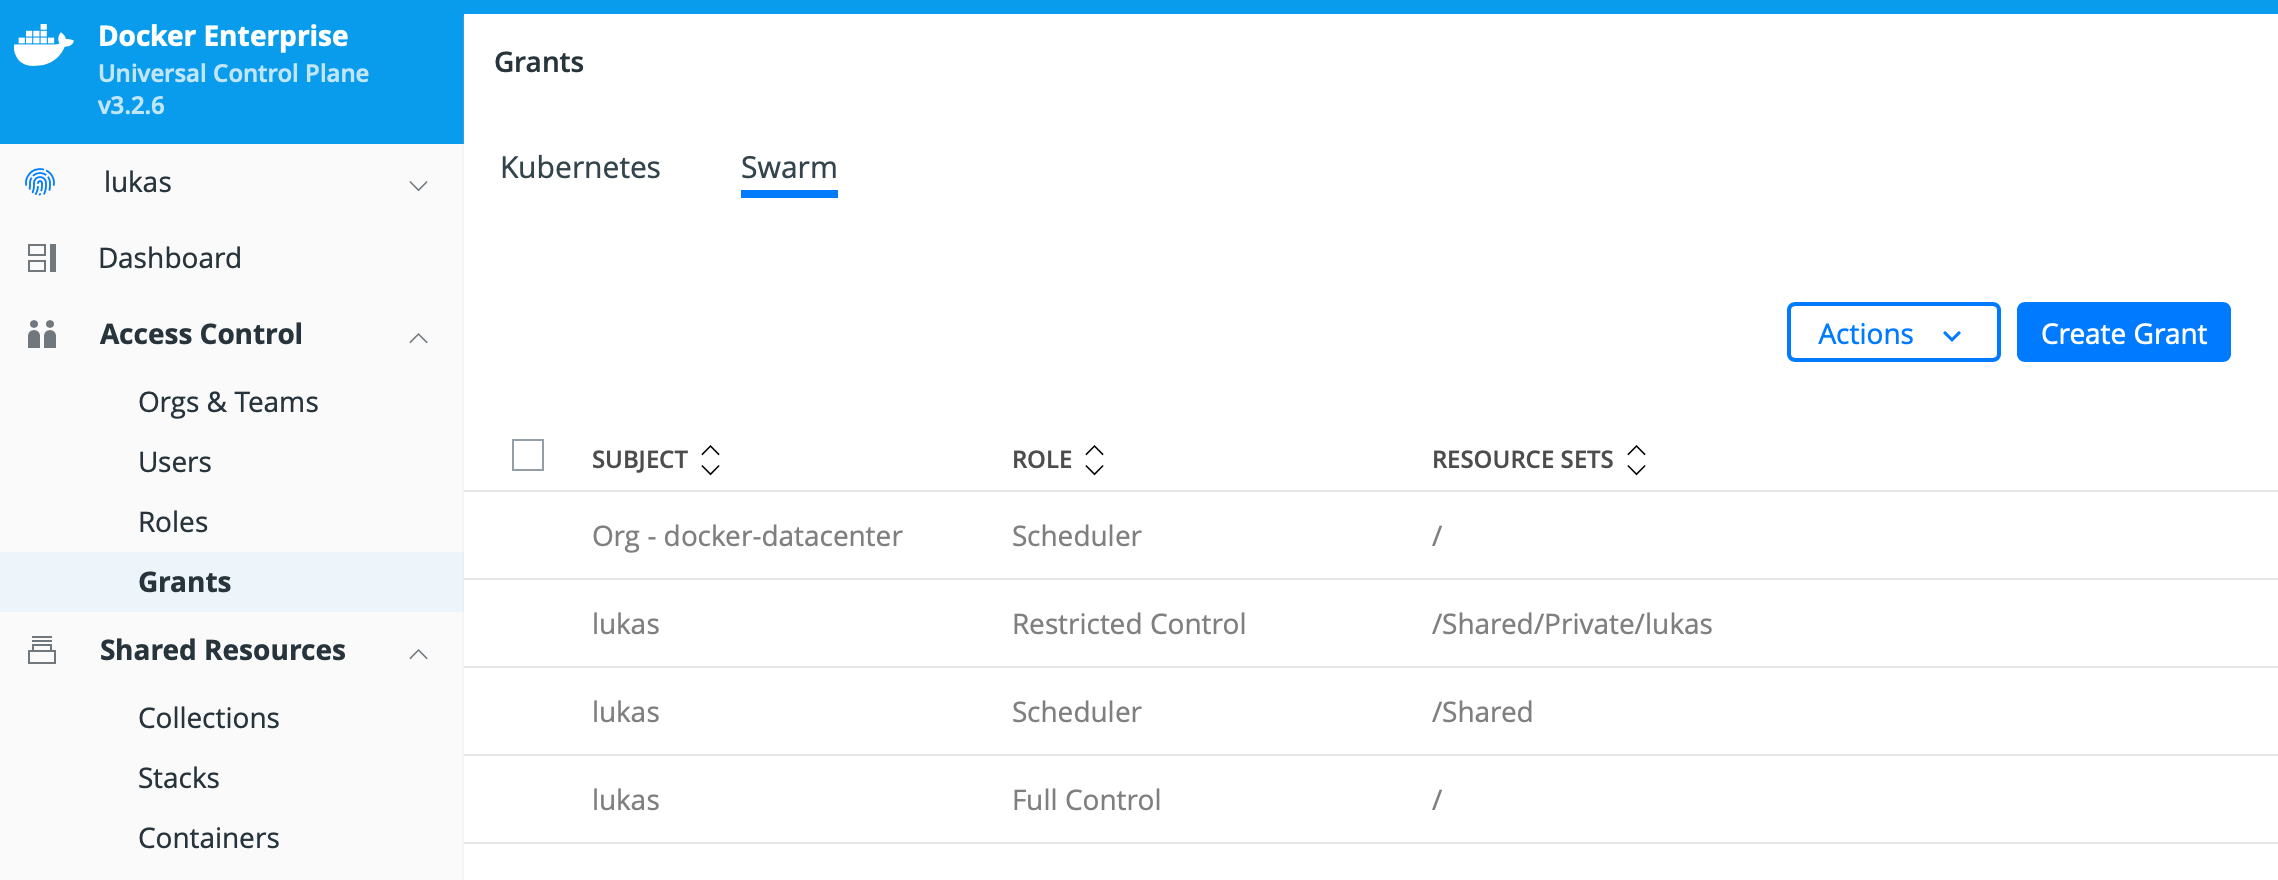 Docker Enterprise
Universal Control Plane
v3.2.6
lukas
Dashboard
Access Control
Orgs & Teams
Users
Roles
Grants
Shared Resources
Collections
Stacks
Containers
Grants
Kubernetes Swarm
Actions Create Grant
SUBJECT ROLE RESOURCE SETS
Org - docker-datacenter Scheduler /
lukas Restricted Control /Shared/Private/lukas
lukas Scheduler /Shared
lukas Full Control /